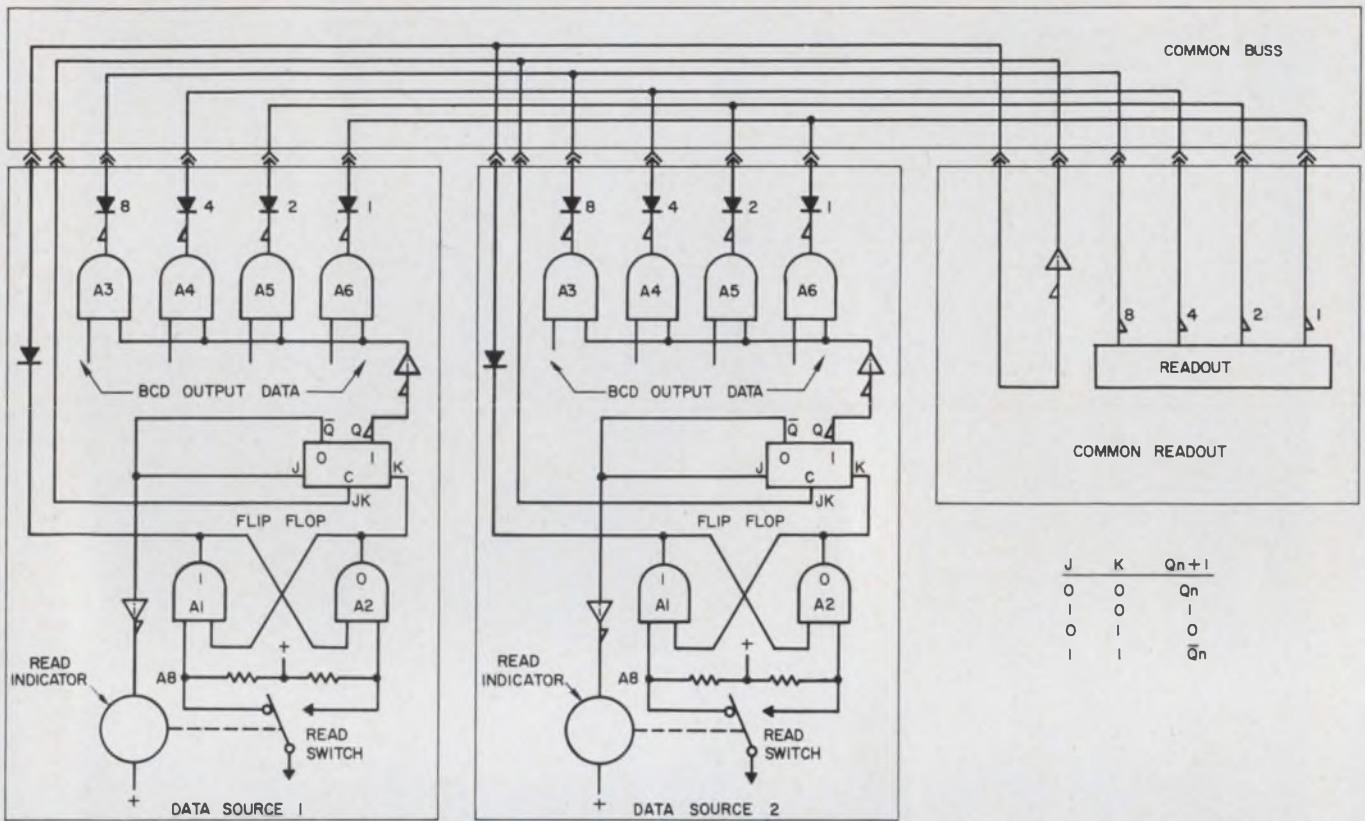 COMMON BUSS
8 4 2 1
A3 A4 A5 A6
BCD OUTPUT DATA
Q̅ Q
0 1
J K
C
JK
FLIP FLOP
1 0
A1 A2
+
A8
READ
INDICATOR
READ
SWITCH
+
DATA SOURCE 1
8 4 2 1
A3 A4 A5 A6
BCD OUTPUT DATA
Q̅ Q
0 1
J K
C
JK
FLIP FLOP
1 0
A1 A2
+
A8
READ
INDICATOR
READ
SWITCH
+
DATA SOURCE 2
8 4 2 1
READOUT
COMMON READOUT
J K Qn+1
0 0 Qn
1 0 1
0 1 0
1 1 Q̅n